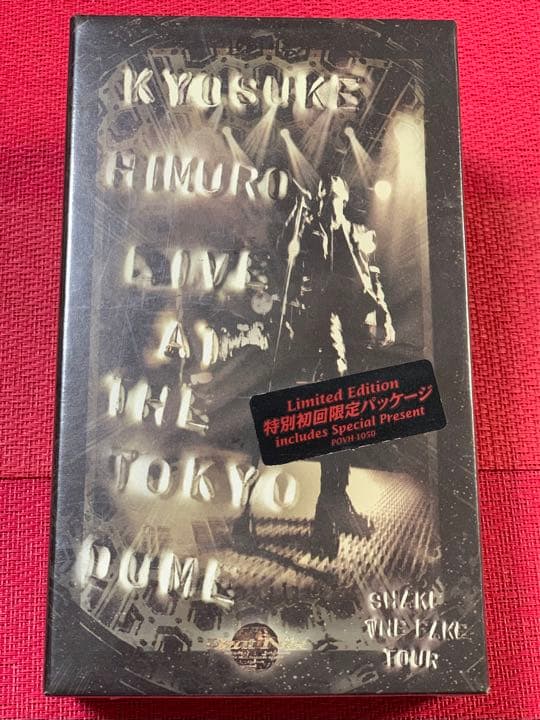 KYOSUKE
HIMURO
LIVE
AT
THE
TOKYO
DOME
Limited Edition
特別初回限定パッケージ
includes Special Present
POVH-1050
SHAKE
THE FAKE
TOUR